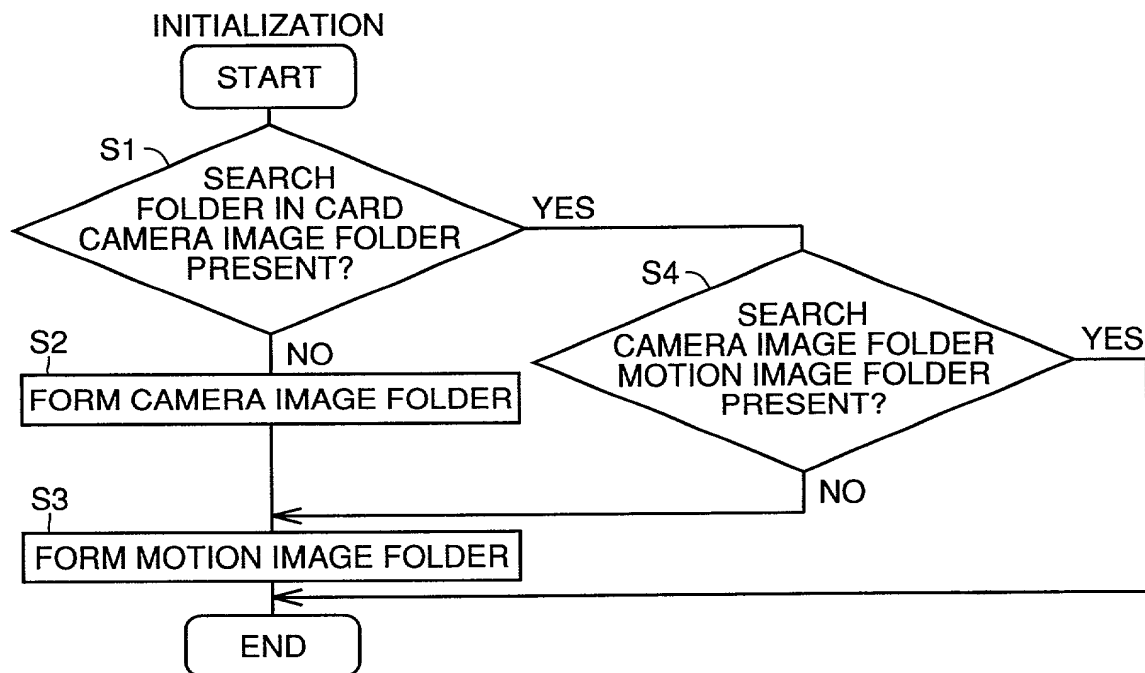 INITIALIZATION
START
S1
SEARCH
FOLDER IN CARD
CAMERA IMAGE FOLDER
PRESENT?
YES
NO
S2
FORM CAMERA IMAGE FOLDER
S4
SEARCH
CAMERA IMAGE FOLDER
MOTION IMAGE FOLDER
PRESENT?
YES
NO
S3
FORM MOTION IMAGE FOLDER
END